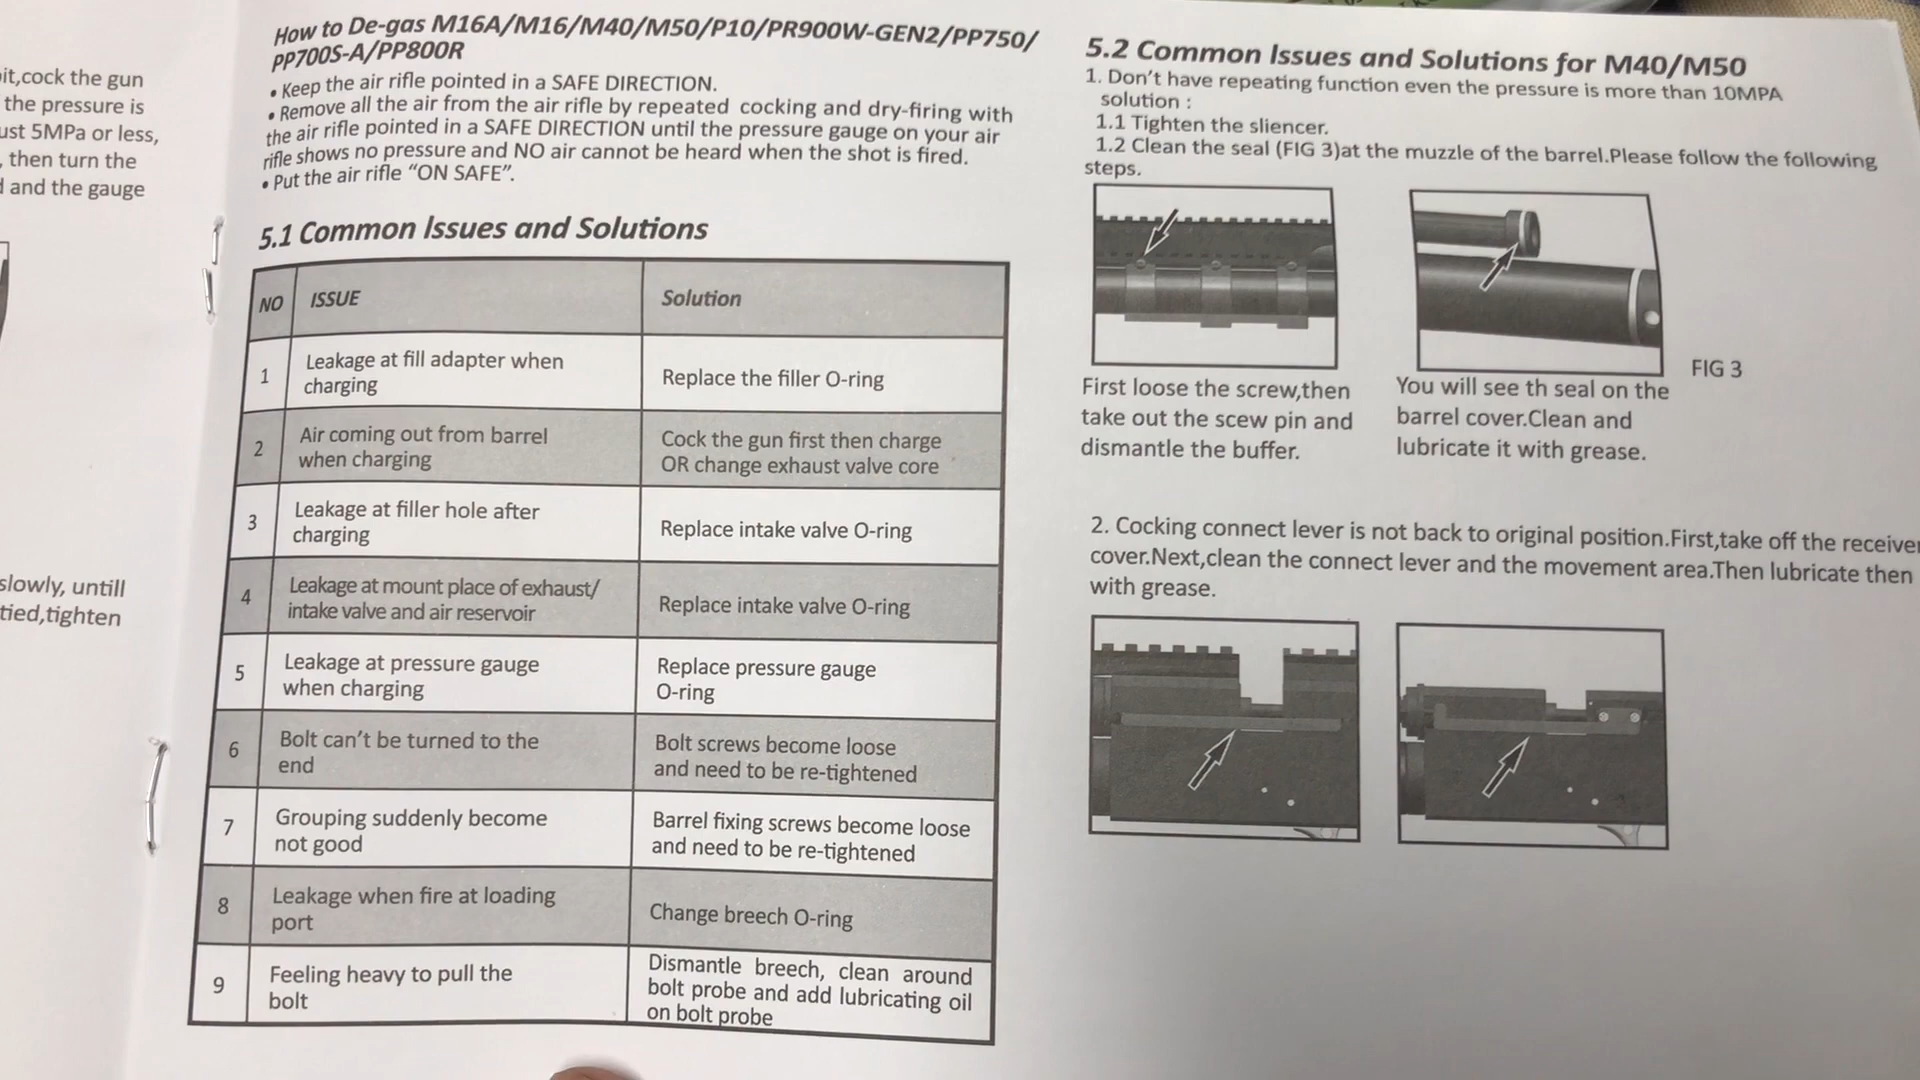 it,cock the gun
the pressure is
ust 5MPa or less,
, then turn the
and the gauge
slowly, untill
tied,tighten
How to De-gas M16A/M16/M40/M50/P10/PR900W-GEN2/PP750/
PP700S-A/PP800R
• Keep the air rifle pointed in a SAFE DIRECTION.
• Remove all the air from the air rifle by repeated cocking and dry-firing with
the air rifle pointed in a SAFE DIRECTION until the pressure gauge on your air
rifle shows no pressure and NO air cannot be heard when the shot is fired.
• Put the air rifle “ON SAFE”.
5.1 Common Issues and Solutions
NO ISSUE Solution
1 Leakage at fill adapter when
charging
Replace the filler O-ring
2 Air coming out from barrel
when charging
Cock the gun first then charge
OR change exhaust valve core
3 Leakage at filler hole after
charging
Replace intake valve O-ring
4 Leakage at mount place of exhaust/
intake valve and air reservoir
Replace intake valve O-ring
5 Leakage at pressure gauge
when charging
Replace pressure gauge
O-ring
6 Bolt can’t be turned to the
end
Bolt screws become loose
and need to be re-tightened
7 Grouping suddenly become
not good
Barrel fixing screws become loose
and need to be re-tightened
8 Leakage when fire at loading
port
Change breech O-ring
9 Feeling heavy to pull the
bolt
Dismantle breech, clean around
bolt probe and add lubricating oil
on bolt probe
5.2 Common Issues and Solutions for M40/M50
1. Don’t have repeating function even the pressure is more than 10MPA
solution :
1.1 Tighten the sliencer.
1.2 Clean the seal (FIG 3)at the muzzle of the barrel.Please follow the following
steps.
FIG 3
First loose the screw,then
take out the scew pin and
dismantle the buffer.
You will see th seal on the
barrel cover.Clean and
lubricate it with grease.
2. Cocking connect lever is not back to original position.First,take off the receiver
cover.Next,clean the connect lever and the movement area.Then lubricate then
with grease.